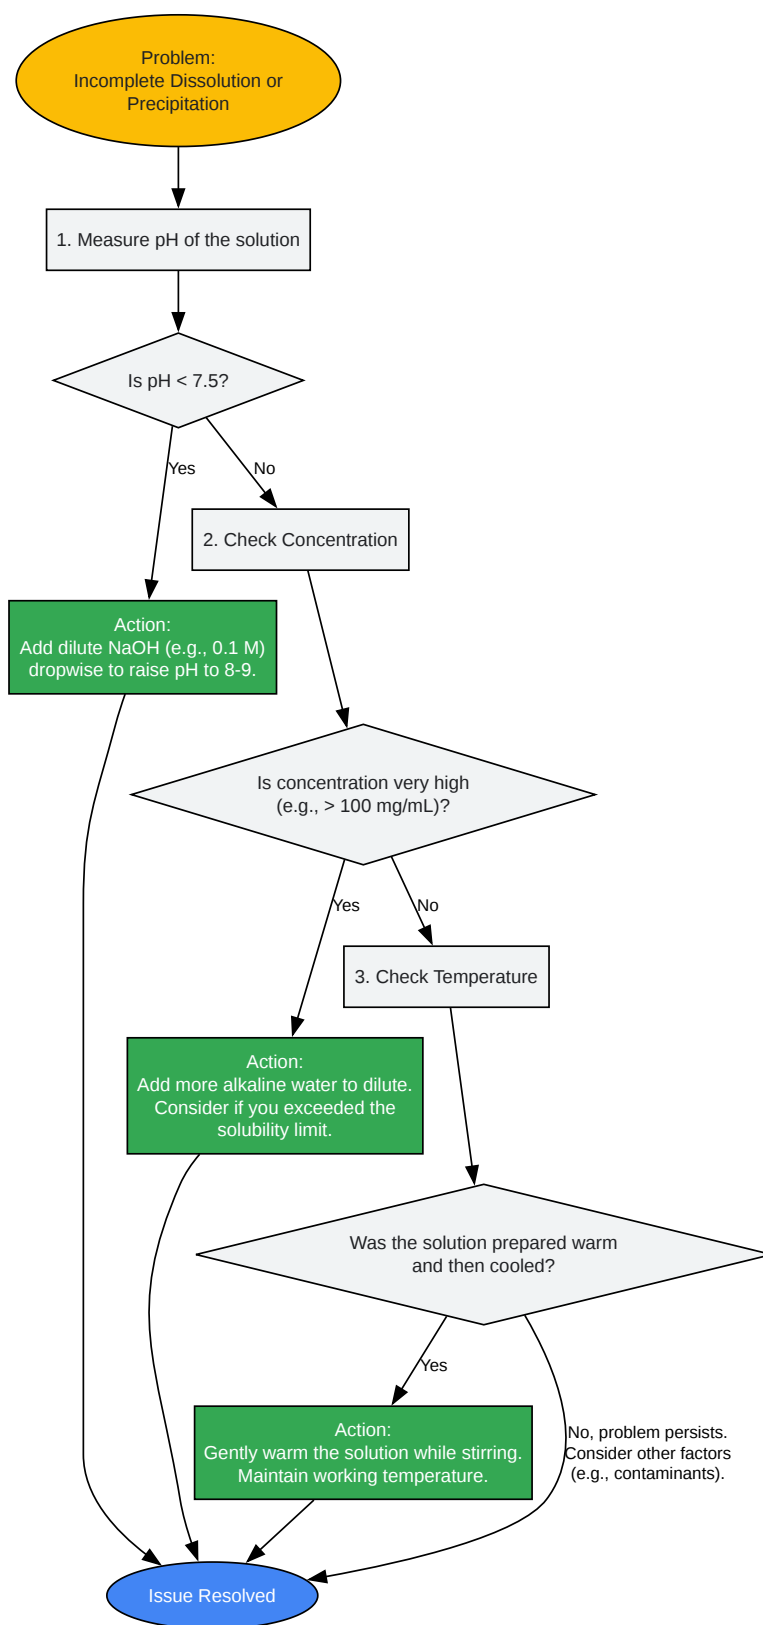 Problem:
Incomplete Dissolution or
Precipitation
1. Measure pH of the solution
Is pH < 7.5?
Yes
No
2. Check Concentration
Action:
Add dilute NaOH (e.g., 0.1 M)
dropwise to raise pH to 8-9.
Is concentration very high
(e.g., > 100 mg/mL)?
Yes
No
3. Check Temperature
Action:
Add more alkaline water to dilute.
Consider if you exceeded the
solubility limit.
Was the solution prepared warm
and then cooled?
Yes
No, problem persists.
Consider other factors
(e.g., contaminants).
Action:
Gently warm the solution while stirring.
Maintain working temperature.
Issue Resolved